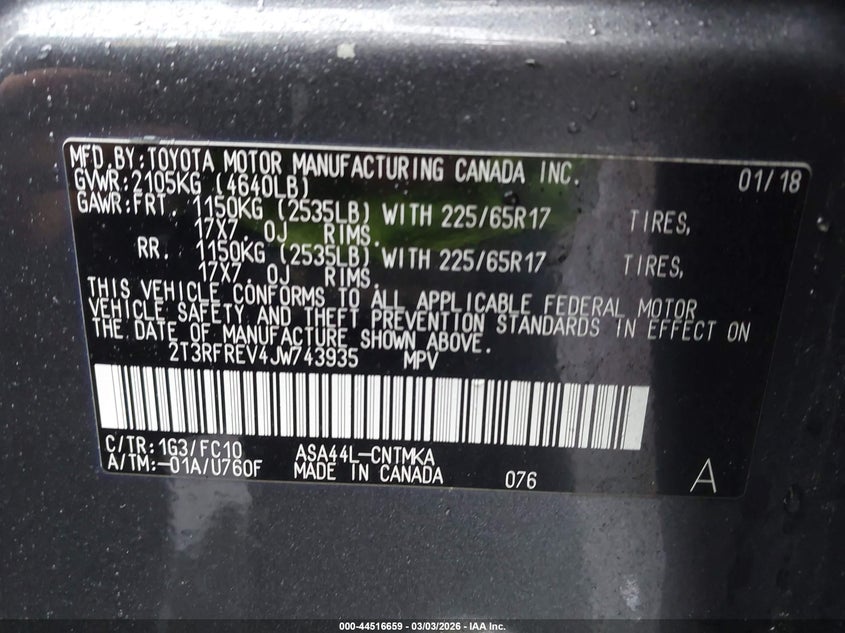 MFD.BY:TOYOTA MOTOR MANUFACTURING CANADA INC. 01/18
GVWR:2105KG (4640LB)
GAWR:FRT. 1150KG (2535LB) WITH 225/65R17 TIRES,
17X7.0J RIMS.
RR. 1150KG (2535LB) WITH 225/65R17 TIRES,
17X7.0J RIMS.
THIS VEHICLE CONFORMS TO ALL APPLICABLE FEDERAL MOTOR
VEHICLE SAFETY AND THEFT PREVENTION STANDARDS IN EFFECT ON
THE DATE OF MANUFACTURE SHOWN ABOVE.
2T3RFREV4JW743935 MPV
C/TR:1G3/FC10 ASA44L-CNTMKA
A/TM:-01A/U760F MADE IN CANADA 076 A
000-44516659 - 03/03/2026 - IAA Inc.